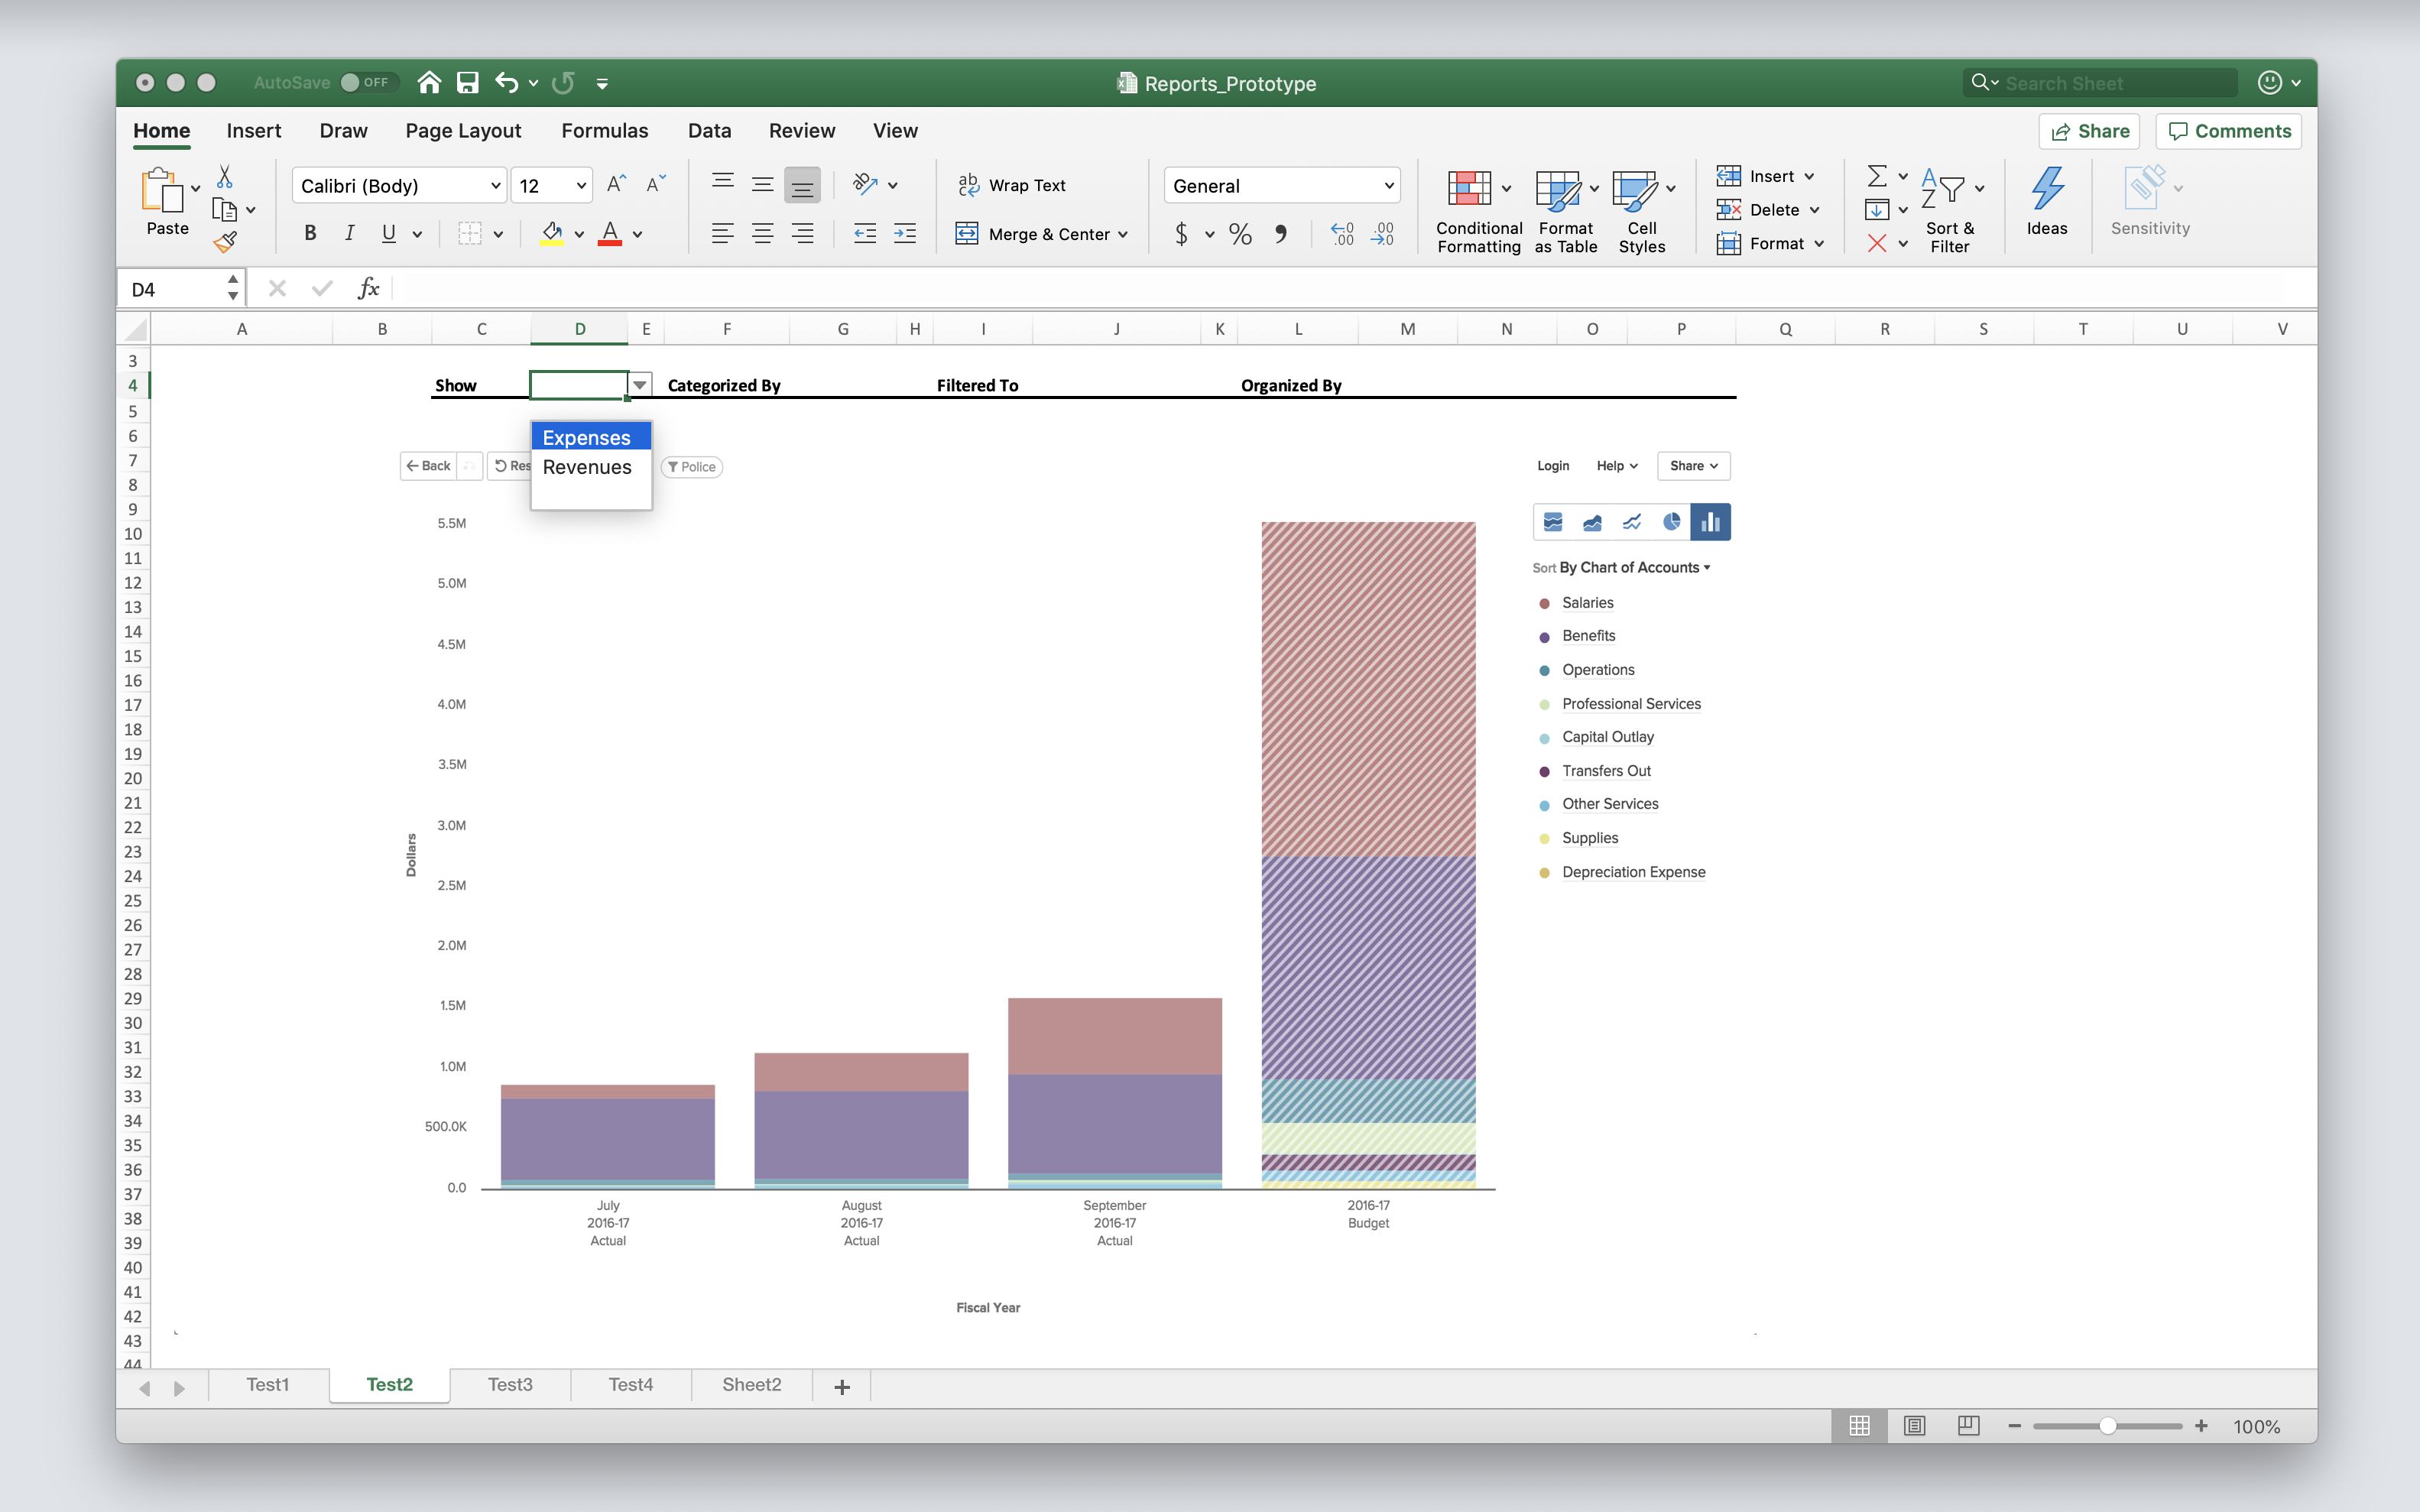 AutoSave OFF
Reports_Prototype
Search Sheet
Home Insert Draw Page Layout Formulas Data Review View
Share Comments
Paste
Calibri (Body) 12
B I U
Wrap Text
Merge & Center
General
$ %
Conditional Formatting
Format as Table
Cell Styles
Insert
Delete
Format
Sort & Filter
Ideas
Sensitivity
D4 fx
A B C D E F G H I J K L M N O P Q R S T U V
3
4
5
6
7
8
9
10
11
12
13
14
15
16
17
18
19
20
21
22
23
24
25
26
27
28
29
30
31
32
33
34
35
36
37
38
39
40
41
42
43
44
Show Categorized By Filtered To Organized By
Expenses
Revenues
Back Res Police
Login Help Share
Sort By Chart of Accounts
Salaries
Benefits
Operations
Professional Services
Capital Outlay
Transfers Out
Other Services
Supplies
Depreciation Expense
5.5M
5.0M
4.5M
4.0M
3.5M
3.0M
2.5M
2.0M
1.5M
1.0M
500.0K
0.0
Dollars
July 2016-17 Actual
August 2016-17 Actual
September 2016-17 Actual
2016-17 Budget
Fiscal Year
Test1 Test2 Test3 Test4 Sheet2 +
100%